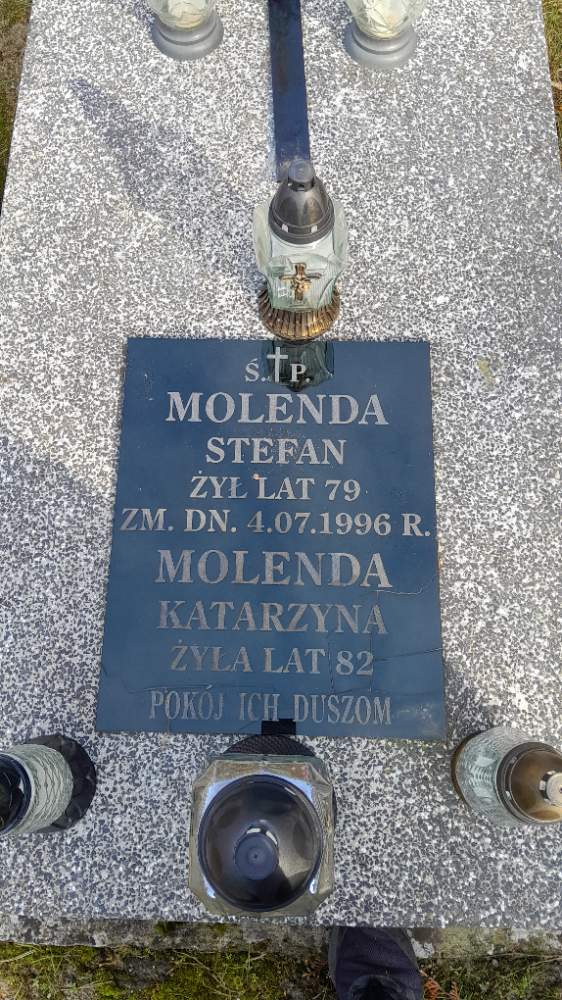 Ś. P.
MOLENDA
STEFAN
ŻYŁ LAT 79
ZM. DN. 4.07.1996 R.
MOLENDA
KATARZYNA
ŻYŁA LAT 82
POKÓJ ICH DUSZOM